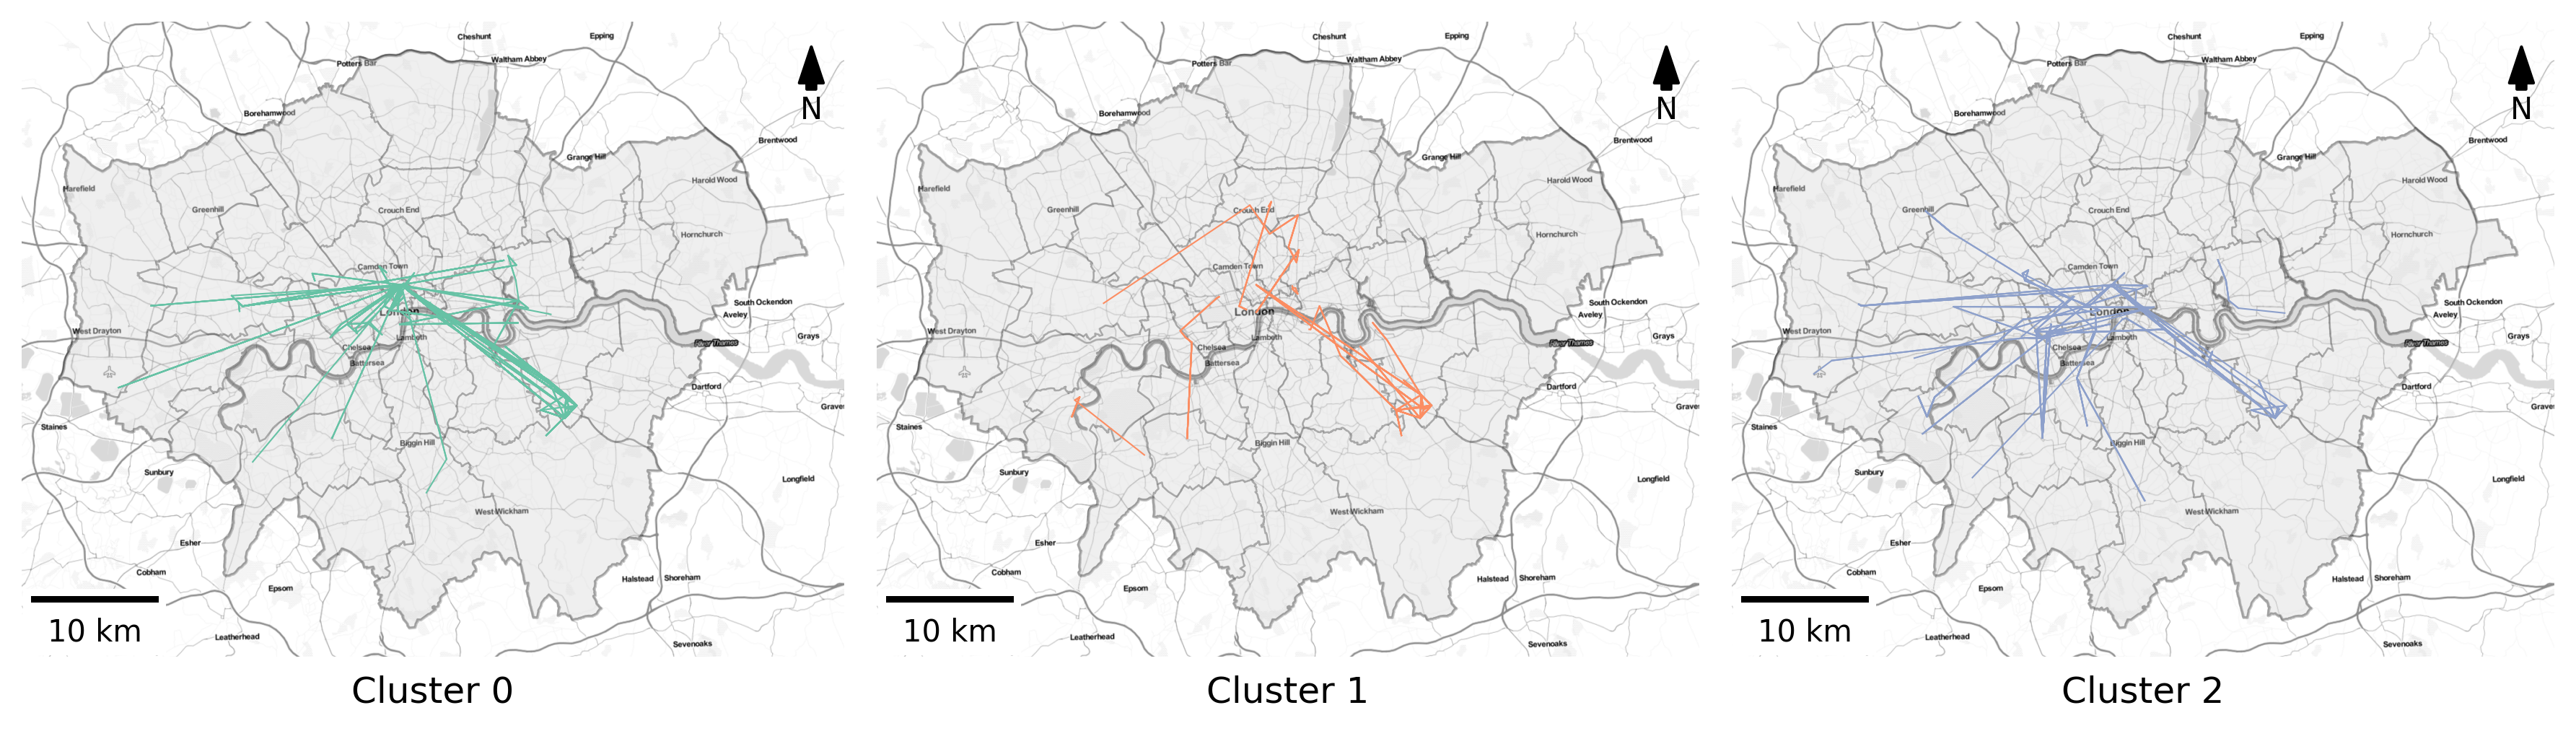 Cheshunt
Epping
Potters Bar
Waltham Abbey
N
Borehamwood
Brentwood
Grange Hill
Harold Wood
Harefield
Greenhill
Crouch End
Hornchurch
Camden Town
South Ockendon
London
Aveley
West Drayton
Lambeth
Grays
Chelsea
River Thames
Battersea
Dartford
Graves
Staines
Biggin Hill
Sunbury
Longfield
West Wickham
Esher
Cobham
Halstead
Shoreham
Epsom
10 km
Leatherhead
Sevenoaks
Cluster 0
Cheshunt
Epping
Potters Bar
Waltham Abbey
N
Borehamwood
Brentwood
Grange Hill
Harold Wood
Harefield
Greenhill
Crouch End
Hornchurch
Camden Town
South Ockendon
London
Aveley
West Drayton
Lambeth
Grays
Chelsea
River Thames
Battersea
Dartford
Graves
Staines
Biggin Hill
Sunbury
Longfield
West Wickham
Esher
Cobham
Halstead
Shoreham
Epsom
10 km
Leatherhead
Sevenoaks
Cluster 1
Cheshunt
Epping
Potters Bar
Waltham Abbey
N
Borehamwood
Brentwood
Grange Hill
Harold Wood
Harefield
Greenhill
Crouch End
Hornchurch
Camden Town
South Ockendon
London
Aveley
West Drayton
Lambeth
Grays
Chelsea
River Thames
Battersea
Dartford
Graves
Staines
Biggin Hill
Sunbury
Longfield
West Wickham
Esher
Cobham
Halstead
Shoreham
Epsom
10 km
Leatherhead
Sevenoaks
Cluster 2